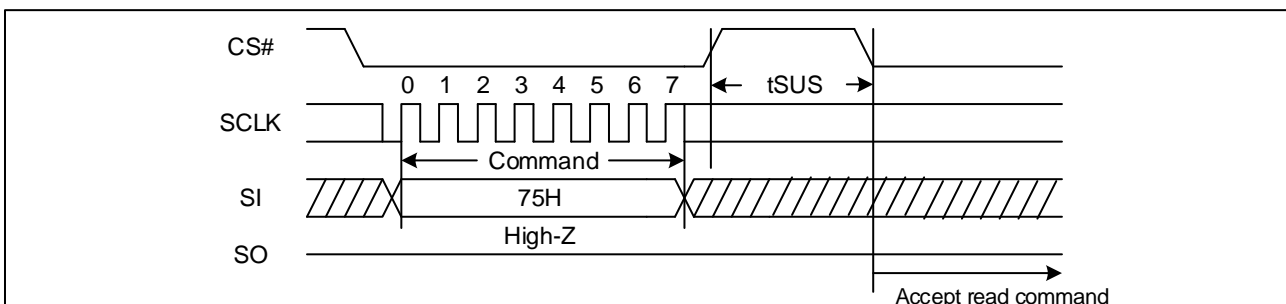 CS#
0 1 2 3 4 5 6 7
tSUS
SCLK
Command
SI
75H
High-Z
SO
Accept read command